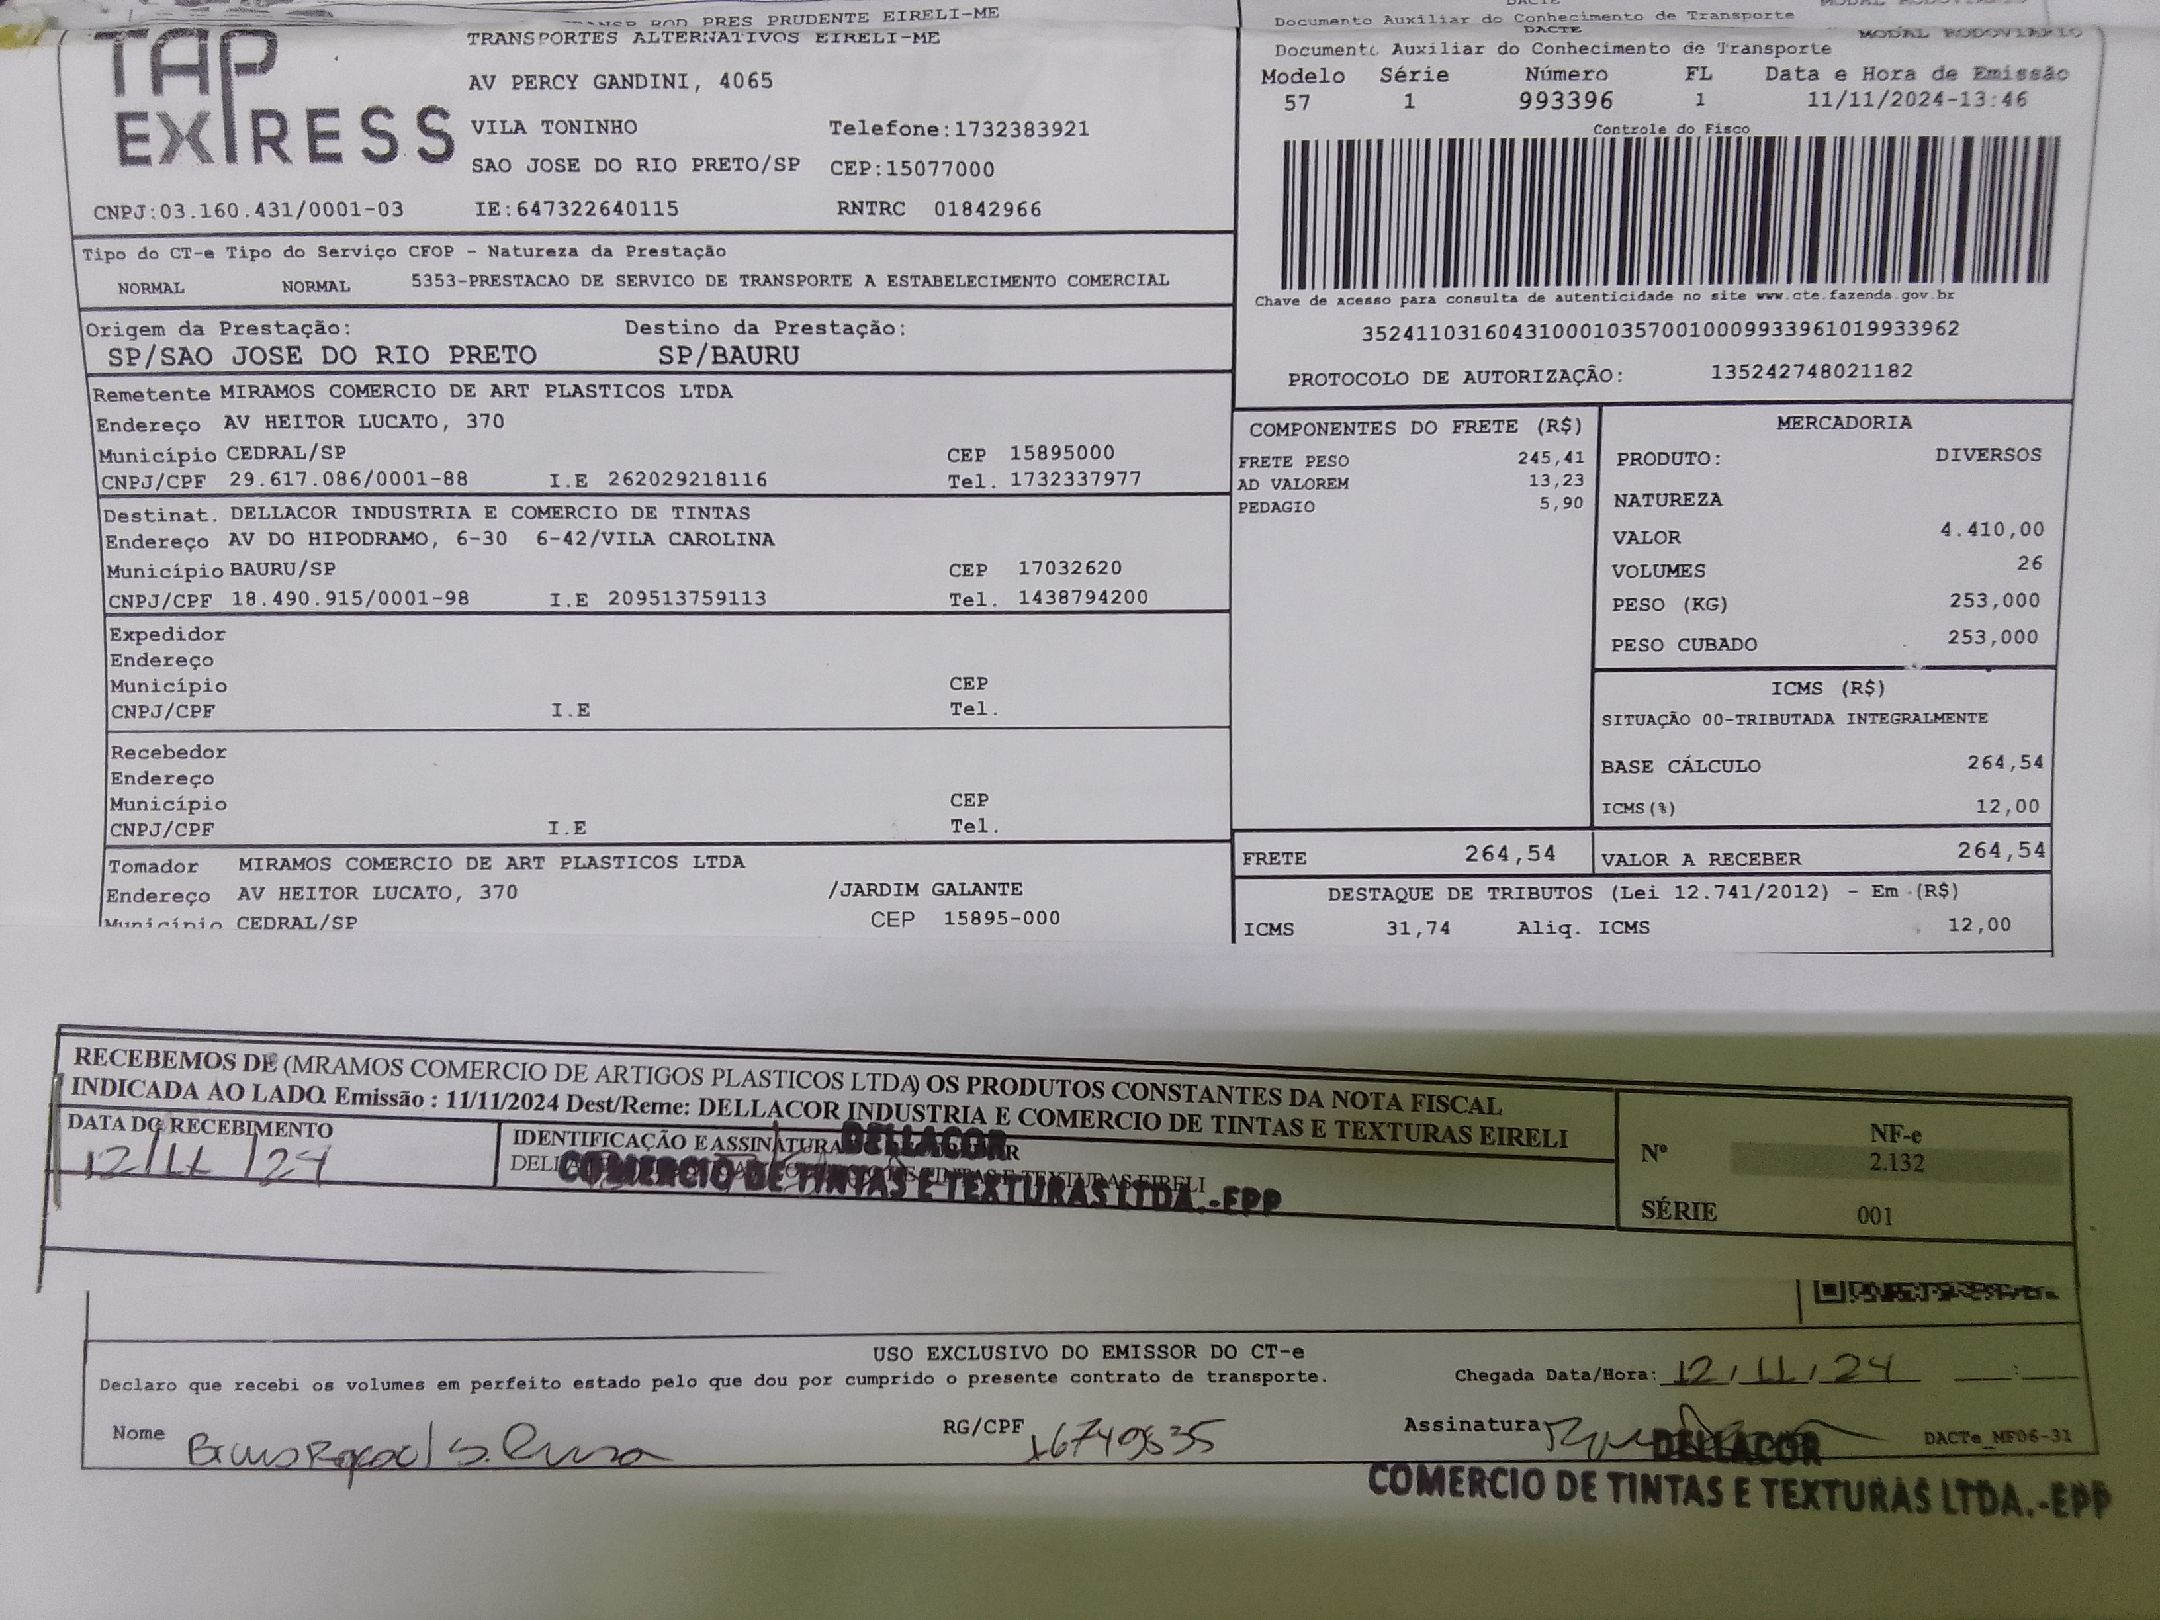 PRES PRUDENTE EIRELI-ME
Documento Auxiliar do Conhecimento de Transporte
TAP EXPRESS
TRANSPORTES ALTERNATIVOS EIRELI-ME
AV PERCY GANDINI, 4065
VILA TONINHO Telefone:1732383921
SAO JOSE DO RIO PRETO/SP CEP:15077000
CNPJ:03.160.431/0001-03 IE:647322640115 RNTRC 01842966
DACTE MODAL RODOVIARIO
Documento Auxiliar do Conhecimento de Transporte
Modelo Série Número FL Data e Hora de Emissão
57 1 993396 1 11/11/2024-13:46
Controle do Fisco
Chave de acesso para consulta de autenticidade no site www.cte.fazenda.gov.br
35241103160431000103570010009933961019933962
PROTOCOLO DE AUTORIZAÇÃO: 135242748021182
Tipo do CT-e Tipo do Serviço CFOP - Natureza da Prestação
NORMAL NORMAL 5353-PRESTACAO DE SERVICO DE TRANSPORTE A ESTABELECIMENTO COMERCIAL
Origem da Prestação: Destino da Prestação:
SP/SAO JOSE DO RIO PRETO SP/BAURU
Remetente MIRAMOS COMERCIO DE ART PLASTICOS LTDA
Endereço AV HEITOR LUCATO, 370
Município CEDRAL/SP CEP 15895000
CNPJ/CPF 29.617.086/0001-88 I.E 262029218116 Tel. 1732337977
Destinat. DELLACOR INDUSTRIA E COMERCIO DE TINTAS
Endereço AV DO HIPODRAMO, 6-30 6-42/VILA CAROLINA
Município BAURU/SP CEP 17032620
CNPJ/CPF 18.490.915/0001-98 I.E 209513759113 Tel. 1438794200
Expedidor
Endereço
Município CEP
CNPJ/CPF I.E Tel.
Recebedor
Endereço
Município CEP
CNPJ/CPF I.E Tel.
Tomador MIRAMOS COMERCIO DE ART PLASTICOS LTDA
Endereço AV HEITOR LUCATO, 370 /JARDIM GALANTE
Município CEDRAL/SP CEP 15895-000
COMPONENTES DO FRETE (R$)
FRETE PESO 245,41
AD VALOREM 13,23
PEDAGIO 5,90
MERCADORIA
PRODUTO: DIVERSOS
NATUREZA
VALOR 4.410,00
VOLUMES 26
PESO (KG) 253,000
PESO CUBADO 253,000
ICMS (R$)
SITUAÇÃO 00-TRIBUTADA INTEGRALMENTE
BASE CÁLCULO 264,54
ICMS(%) 12,00
FRETE 264,54 VALOR A RECEBER 264,54
DESTAQUE DE TRIBUTOS (Lei 12.741/2012) - Em (R$)
ICMS 31,74 Aliq. ICMS 12,00
RECEBEMOS DE (MRAMOS COMERCIO DE ARTIGOS PLASTICOS LTDA) OS PRODUTOS CONSTANTES DA NOTA FISCAL
INDICADA AO LADO. Emissão : 11/11/2024 Dest/Reme: DELLACOR INDUSTRIA E COMERCIO DE TINTAS E TEXTURAS EIRELI
DATA DO RECEBIMENTO
12/11/24
IDENTIFICAÇÃO E ASSINATURA
DELLACOR
COMERCIO DE TINTAS E TEXTURAS LTDA.-EPP
NF-e
Nº 2.132
SÉRIE 001
USO EXCLUSIVO DO EMISSOR DO CT-e
Declaro que recebi os volumes em perfeito estado pelo que dou por cumprido o presente contrato de transporte.
Chegada Data/Hora: 12/11/24 :
Nome
RG/CPF
Assinatura
DACTe_MF06-31
DELLACOR
COMERCIO DE TINTAS E TEXTURAS LTDA.-EPP